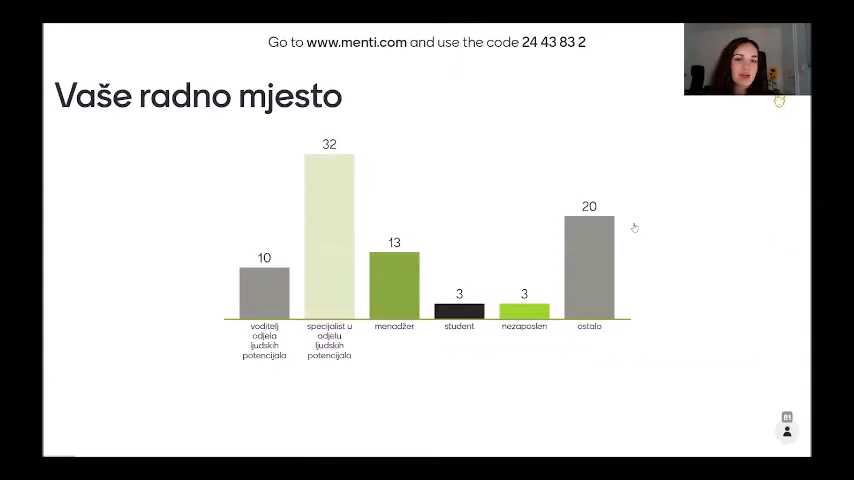 Go to www.menti.com and use the code 24 43 83 2
Vaše radno mjesto
32
20
13
10
3
3
voditelj
odjela
ljudskih
potencijala
specijalist u
odjelu
ljudskih
potencijala
menadžer
student
nezaposlen
ostalo
81